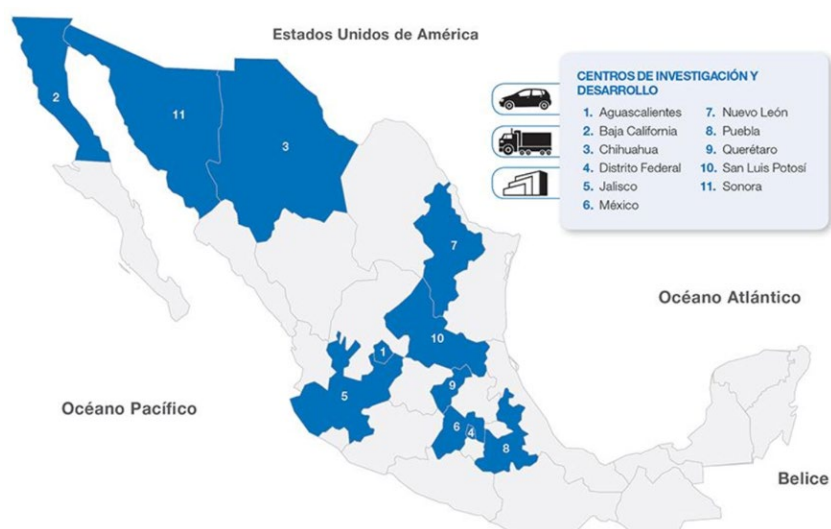 Estados Unidos de América
CENTROS DE INVESTIGACIÓN Y
DESARROLLO
1. Aguascalientes
2. Baja California
3. Chihuahua
4. Distrito Federal
5. Jalisco
6. México
7. Nuevo León
8. Puebla
9. Querétaro
10. San Luis Potosí
11. Sonora
2
11
3
7
Océano Atlántico
10
1
5
9
Océano Pacífico
6
4
8
Belice